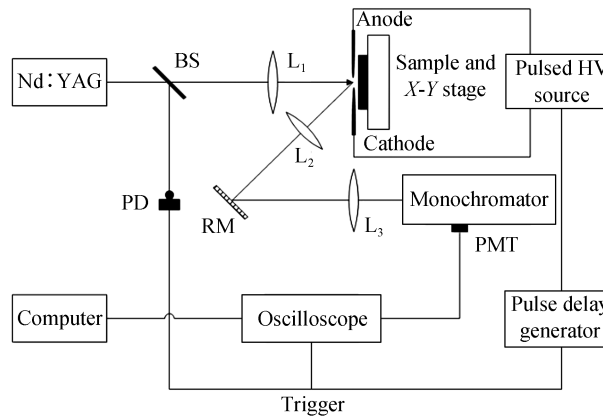 Anode
BS
L1
Nd:YAG
Sample and
X-Y stage
Pulsed HV
source
Cathode
L2
PD
RM
L3
Monochromator
PMT
Computer
Oscilloscope
Pulse delay
generator
Trigger